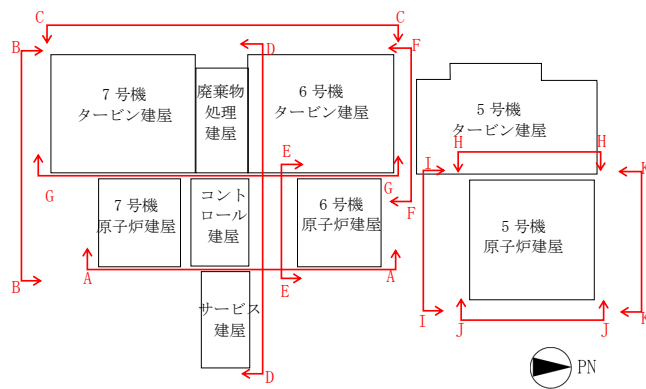 C
C
B
D
F
7 号機
タービン建屋
廃棄物
処理
建屋
6 号機
タービン建屋
5 号機
タービン建屋
E
H
H
I
K
G
G
7 号機
原子炉建屋
コント
ロール
建屋
6 号機
原子炉建屋
F
5 号機
原子炉建屋
A
A
B
E
サービス
建屋
I
J
J
K
D
PN